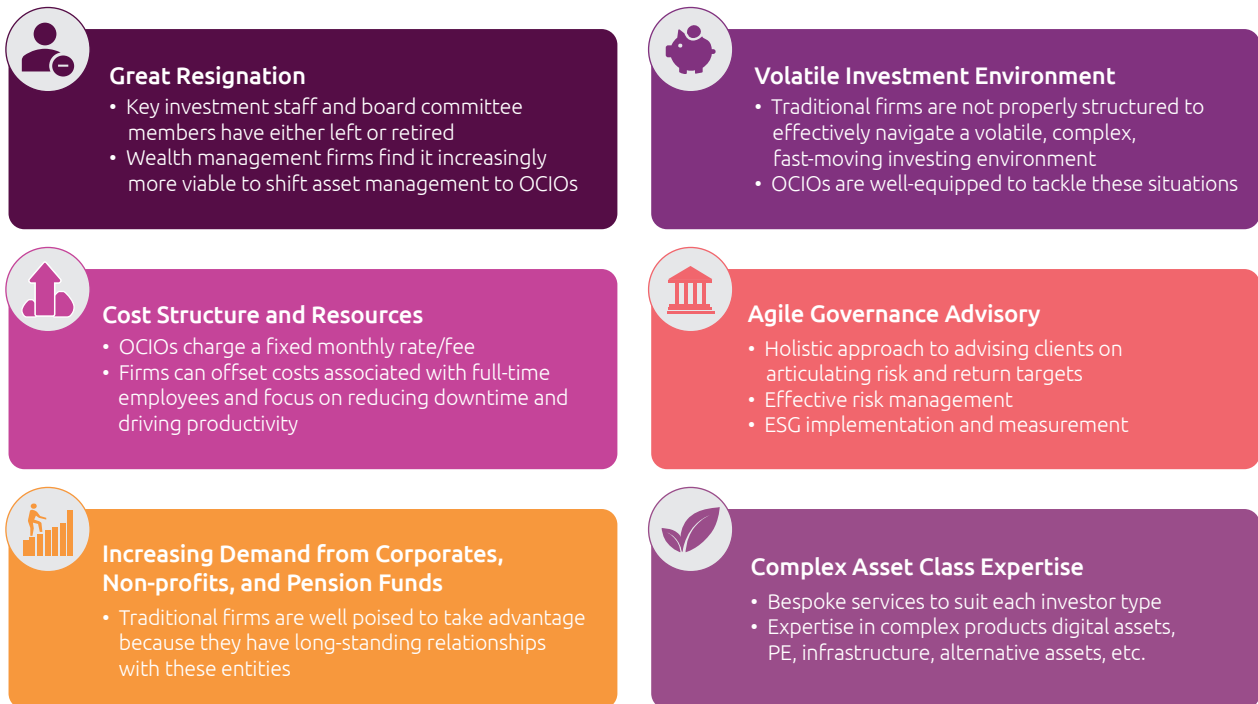 Great Resignation
• Key investment staff and board committee
members have either left or retired
• Wealth management firms find it increasingly
more viable to shift asset management to OCIOs
Volatile Investment Environment
• Traditional firms are not properly structured to
effectively navigate a volatile, complex,
fast-moving investing environment
• OCIOs are well-equipped to tackle these situations
Cost Structure and Resources
• OCIOs charge a fixed monthly rate/fee
• Firms can offset costs associated with full-time
employees and focus on reducing downtime and
driving productivity
Agile Governance Advisory
• Holistic approach to advising clients on
articulating risk and return targets
• Effective risk management
• ESG implementation and measurement
Increasing Demand from Corporates,
Non-profits, and Pension Funds
• Traditional firms are well poised to take advantage
because they have long-standing relationships
with these entities
Complex Asset Class Expertise
• Bespoke services to suit each investor type
• Expertise in complex products digital assets,
PE, infrastructure, alternative assets, etc.